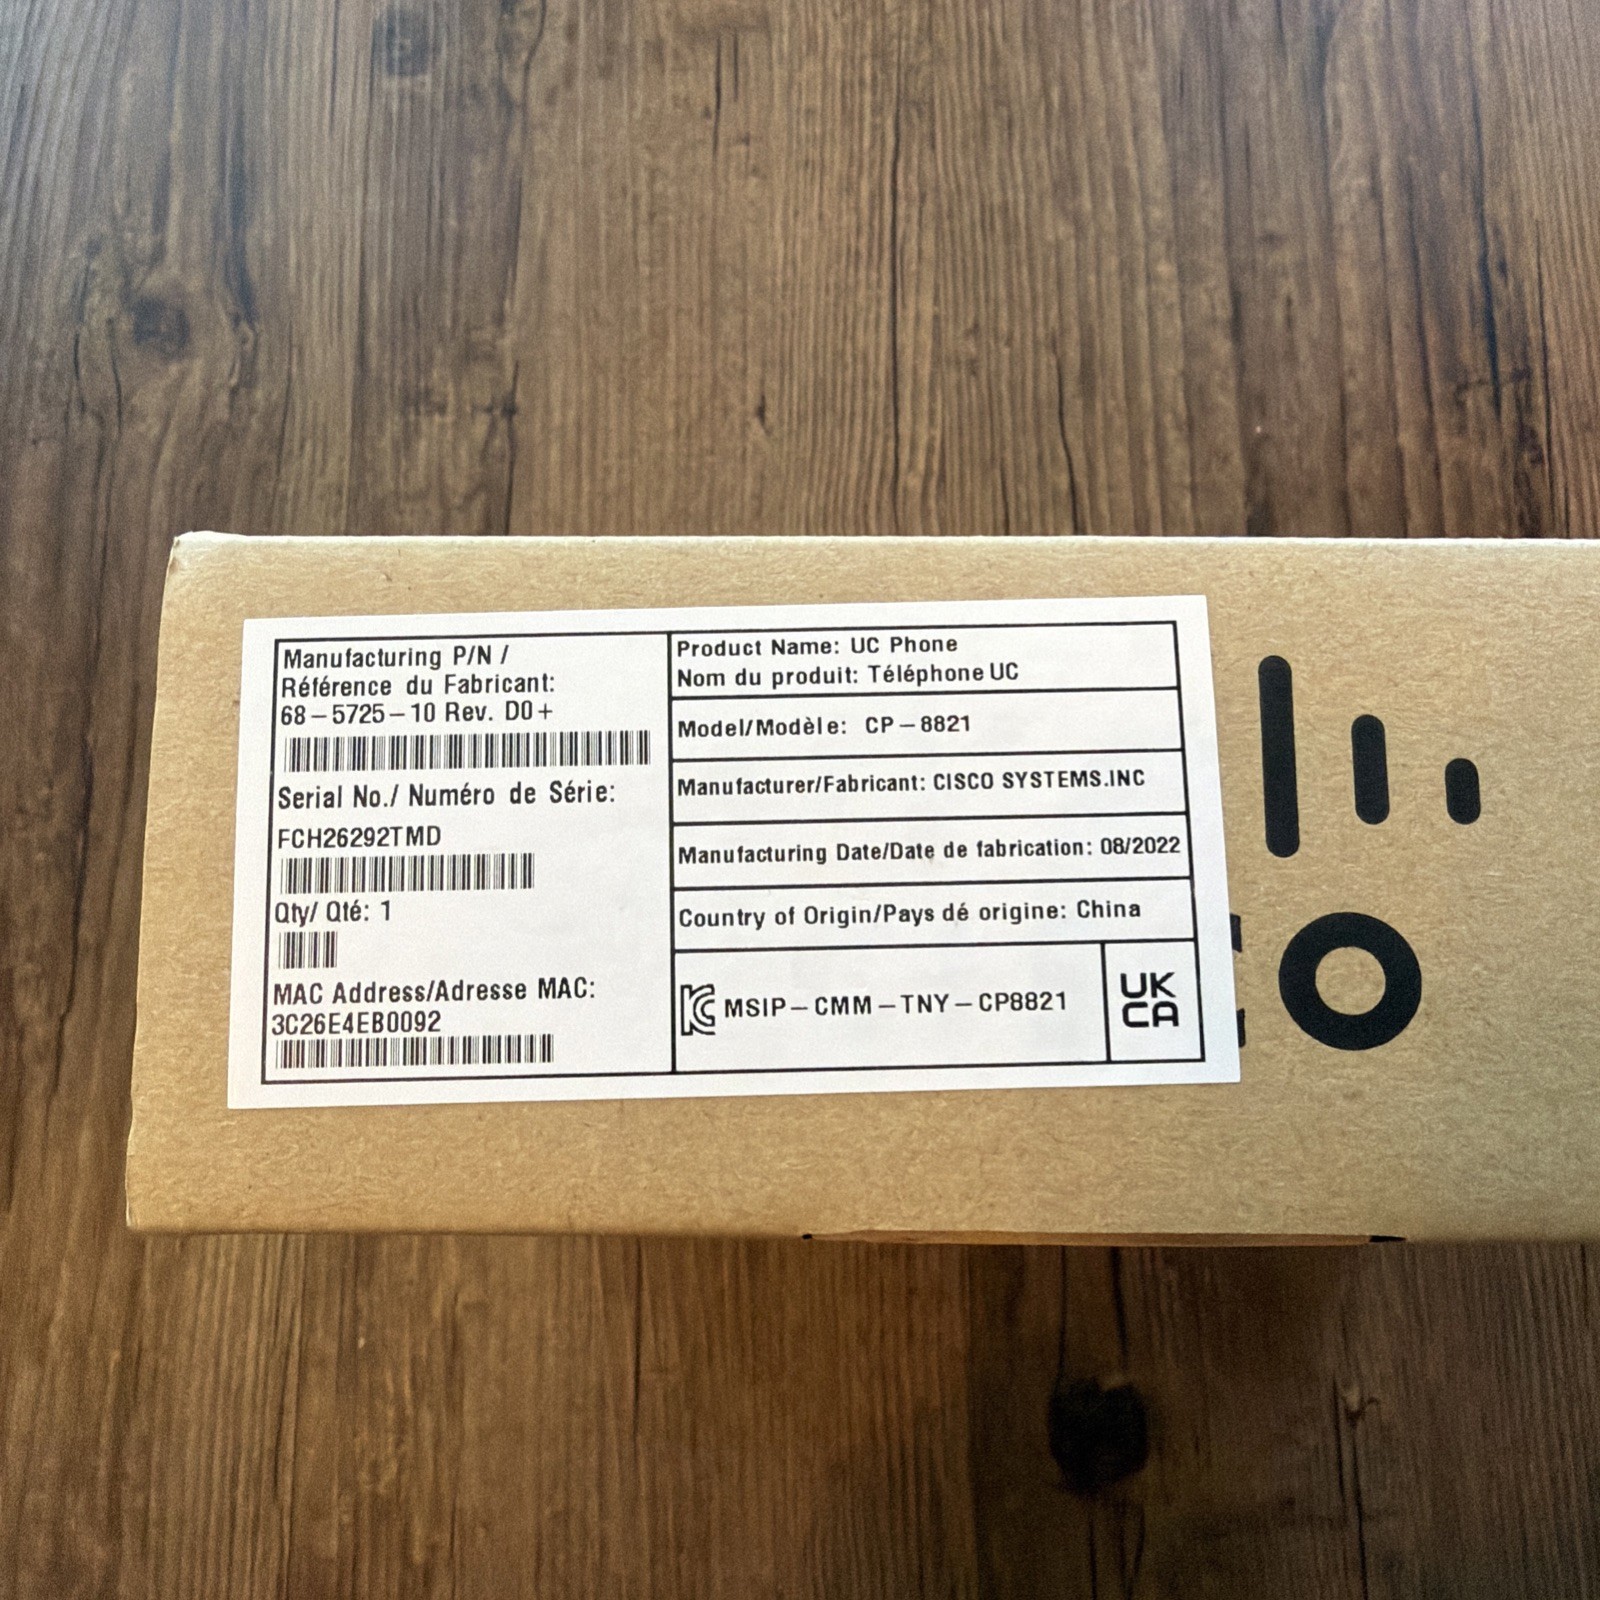 Manufacturing P/N /
Référence du Fabricant:
68-5725-10 Rev. D0+
Serial No./ Numéro de Série:
FCH26292TMD
Qty/ Qté: 1
MAC Address/Adresse MAC:
3C26E4EB0092
Product Name: UC Phone
Nom du produit: Téléphone UC
Model/Modèle: CP-8821
Manufacturer/Fabricant: CISCO SYSTEMS.INC
Manufacturing Date/Date de fabrication: 08/2022
Country of Origin/Pays dé origine: China
MSIP-CMM-TNY-CP8821
UK
CA
O